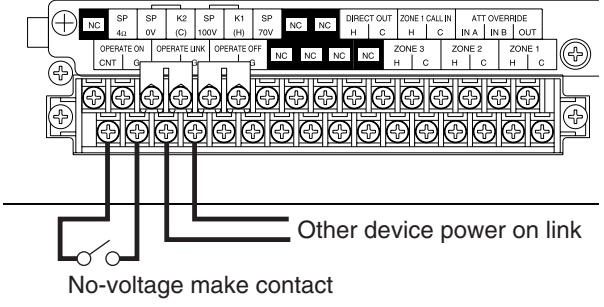 NC SP 4Ω SP 0V K2 (C) SP 100V K1 (H) SP 70V NC NC DIRECT OUT H C ZONE 1 CALL IN H C ATT OVERRIDE IN A IN B OUT
OPERATE ON CNT G OPERATE LINK G OPERATE OFF G NC NC NC NC ZONE 3 H C ZONE 2 H C ZONE 1 H C
Other device power on link
No-voltage make contact